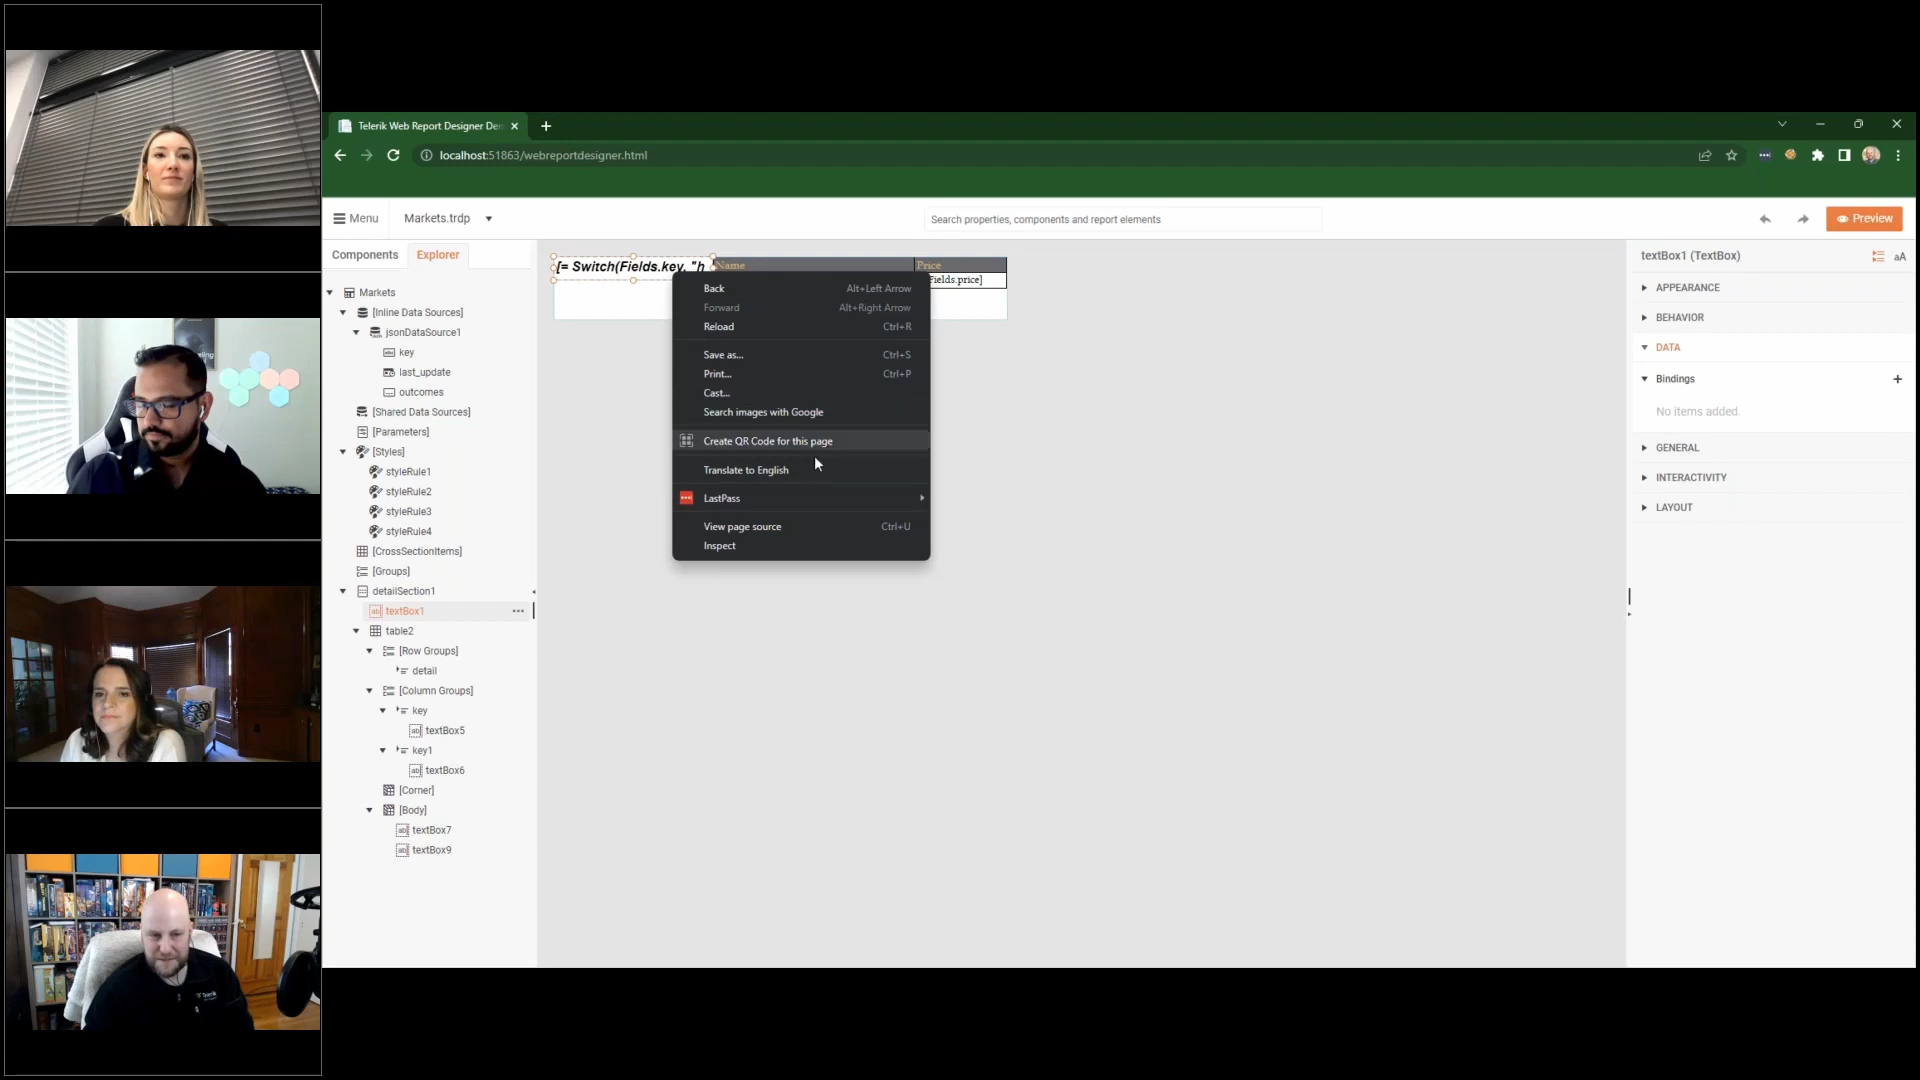 Telerik Web Report Designer Den
localhost:51863/webreportdesigner.html
Menu
Markets.trdp
Search properties, components and report elements
Preview
Components
Explorer
Markets
[Inline Data Sources]
jsonDataSource1
key
last_update
outcomes
[Shared Data Sources]
[Parameters]
[Styles]
styleRule1
styleRule2
styleRule3
styleRule4
[CrossSectionItems]
[Groups]
detailSection1
textBox1
table2
[Row Groups]
detail
[Column Groups]
key
textBox5
key1
textBox6
[Corner]
[Body]
textBox7
textBox9
[= Switch(Fields.key, "h
Name
Price
Fields.price]
Back Alt+Left Arrow
Forward Alt+Right Arrow
Reload Ctrl+R
Save as... Ctrl+S
Print... Ctrl+P
Cast...
Search images with Google
Create QR Code for this page
Translate to English
LastPass
View page source Ctrl+U
Inspect
textBox1 (TextBox)
aA
APPEARANCE
BEHAVIOR
DATA
Bindings
No items added.
GENERAL
INTERACTIVITY
LAYOUT